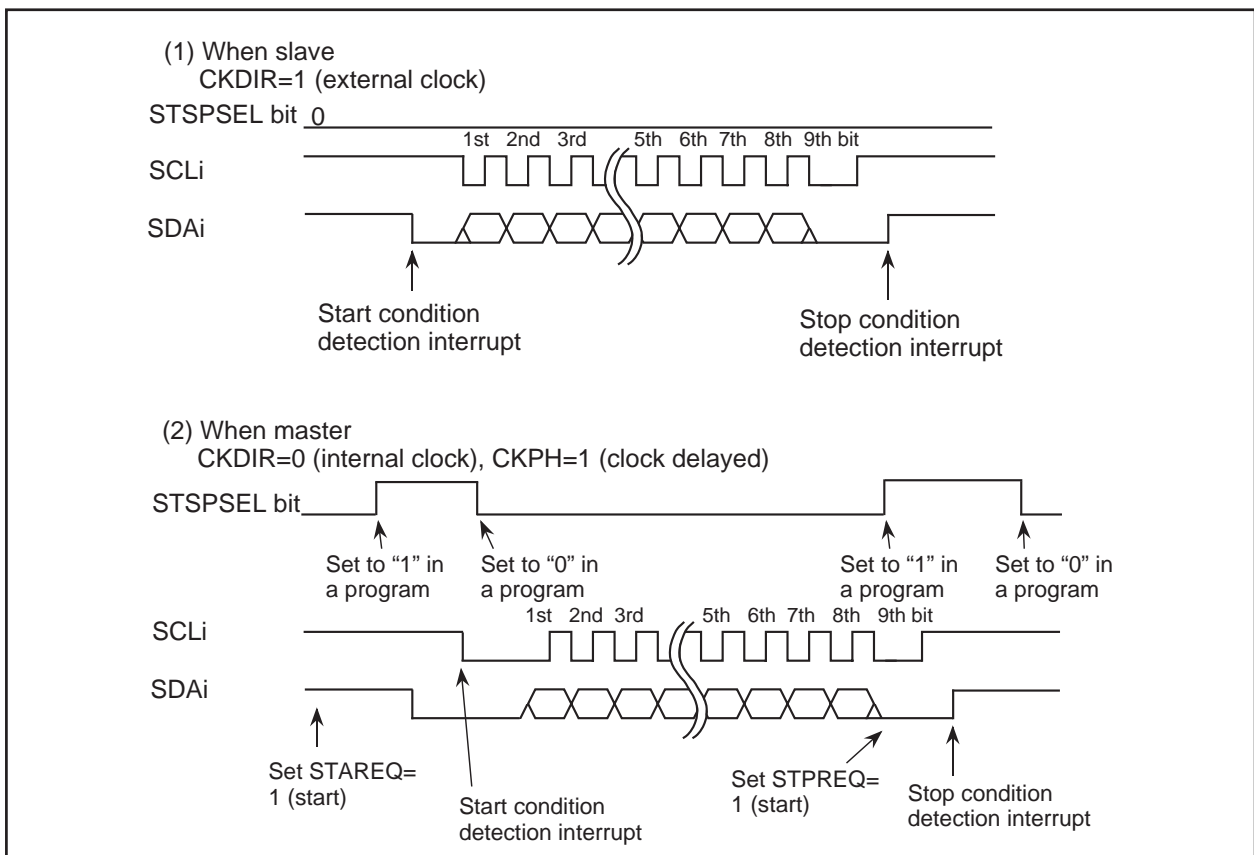 (1) When slave
CKDIR=1 (external clock)
STSPSEL bit 0
1st 2nd 3rd 5th 6th 7th 8th 9th bit
SCLi
SDAi
Start condition
detection interrupt
Stop condition
detection interrupt
(2) When master
CKDIR=0 (internal clock), CKPH=1 (clock delayed)
STSPSEL bit
Set to “1” in
a program
Set to “0” in
a program
Set to “1” in
a program
Set to “0” in
a program
1st 2nd 3rd 5th 6th 7th 8th 9th bit
SCLi
SDAi
Set STAREQ=
1 (start)
Start condition
detection interrupt
Set STPREQ=
1 (start)
Stop condition
detection interrupt